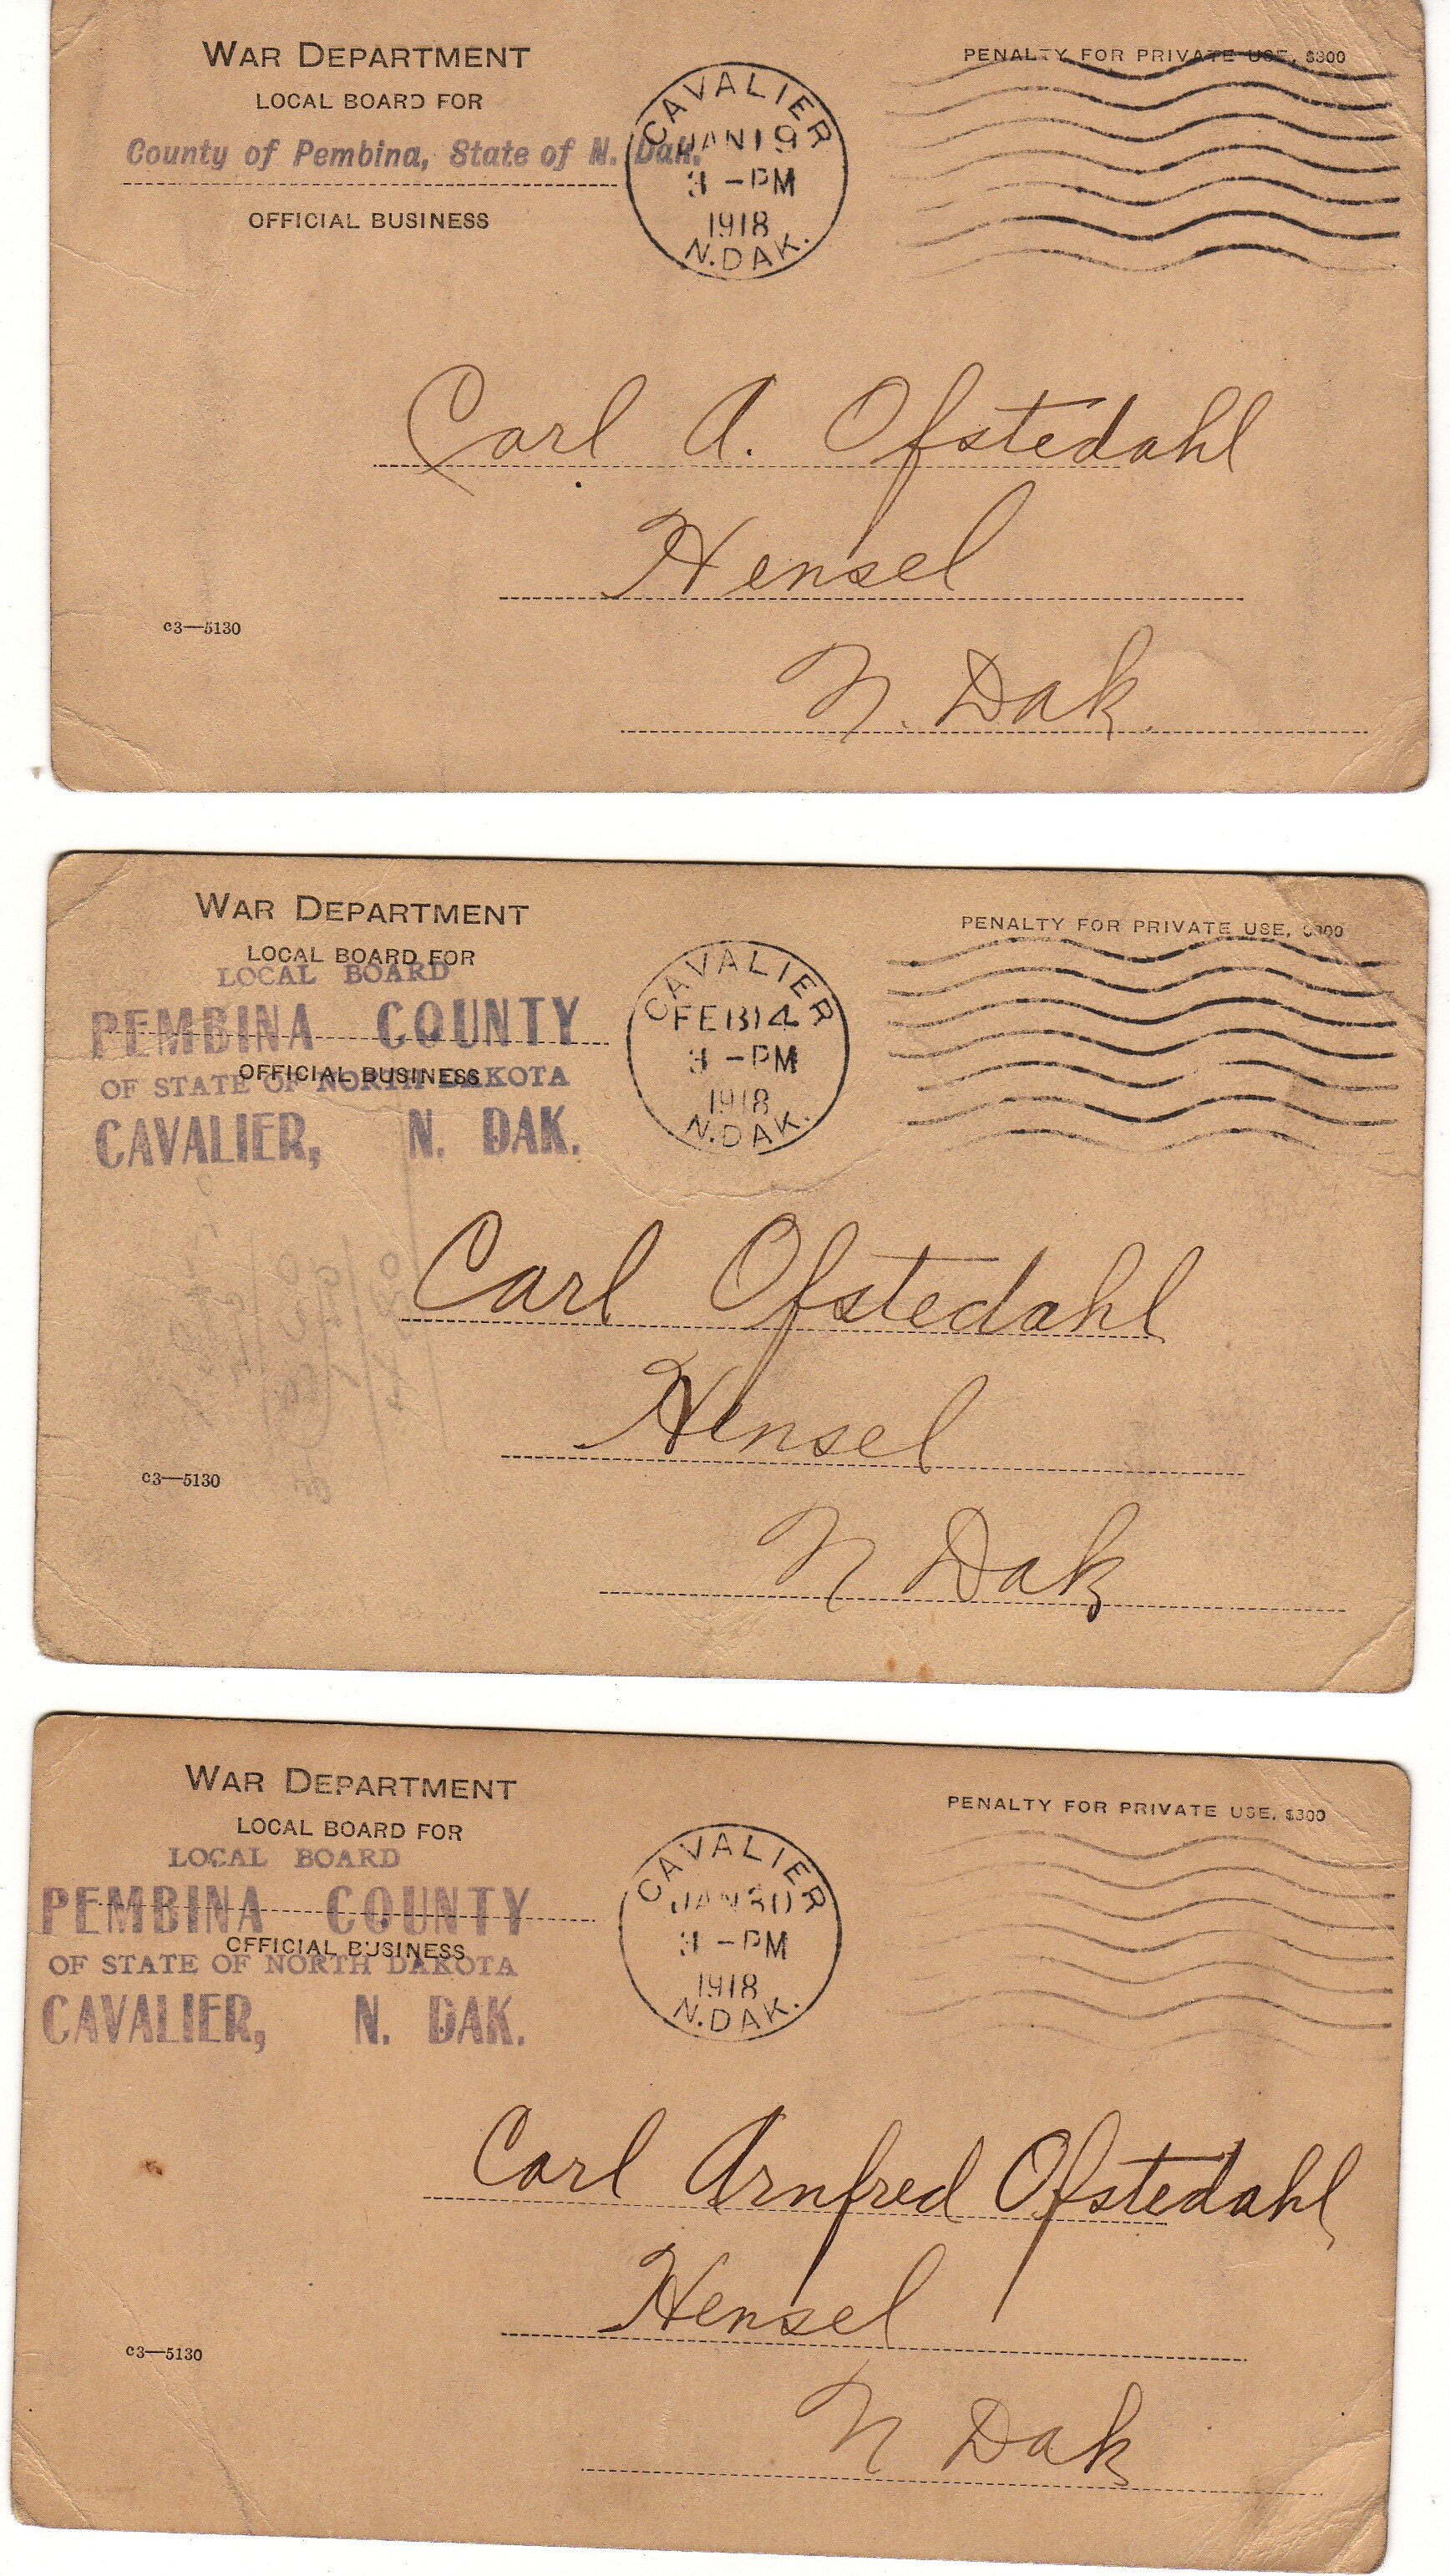 WAR DEPARTMENT
LOCAL BOARD FOR
County of Pembina, State of N. Dak.
OFFICIAL BUSINESS
CAVALIER
JAN 19
3 -PM
1918
N.DAK.
PENALTY FOR PRIVATE USE, $300
Carl A. Ofstedahl
Hensel
N. Dak.
c3—5130
WAR DEPARTMENT
LOCAL BOARD FOR
LOCAL BOARD
PEMBINA COUNTY
OFFICIAL BUSINESS
OF STATE OF NORTH DAKOTA
CAVALIER, N. DAK.
CAVALIER
FEB 14
3 -PM
1918
N.DAK.
PENALTY FOR PRIVATE USE, $300
Carl Ofstedahl
Hensel
N Dak
c3—5130
WAR DEPARTMENT
LOCAL BOARD FOR
LOCAL BOARD
PEMBINA COUNTY
OFFICIAL BUSINESS
OF STATE OF NORTH DAKOTA
CAVALIER, N. DAK.
CAVALIER
JAN 30
3 -PM
1918
N.DAK.
PENALTY FOR PRIVATE USE, $300
Carl Arnfred Ofstedahl
Hensel
N Dak
c3—5130